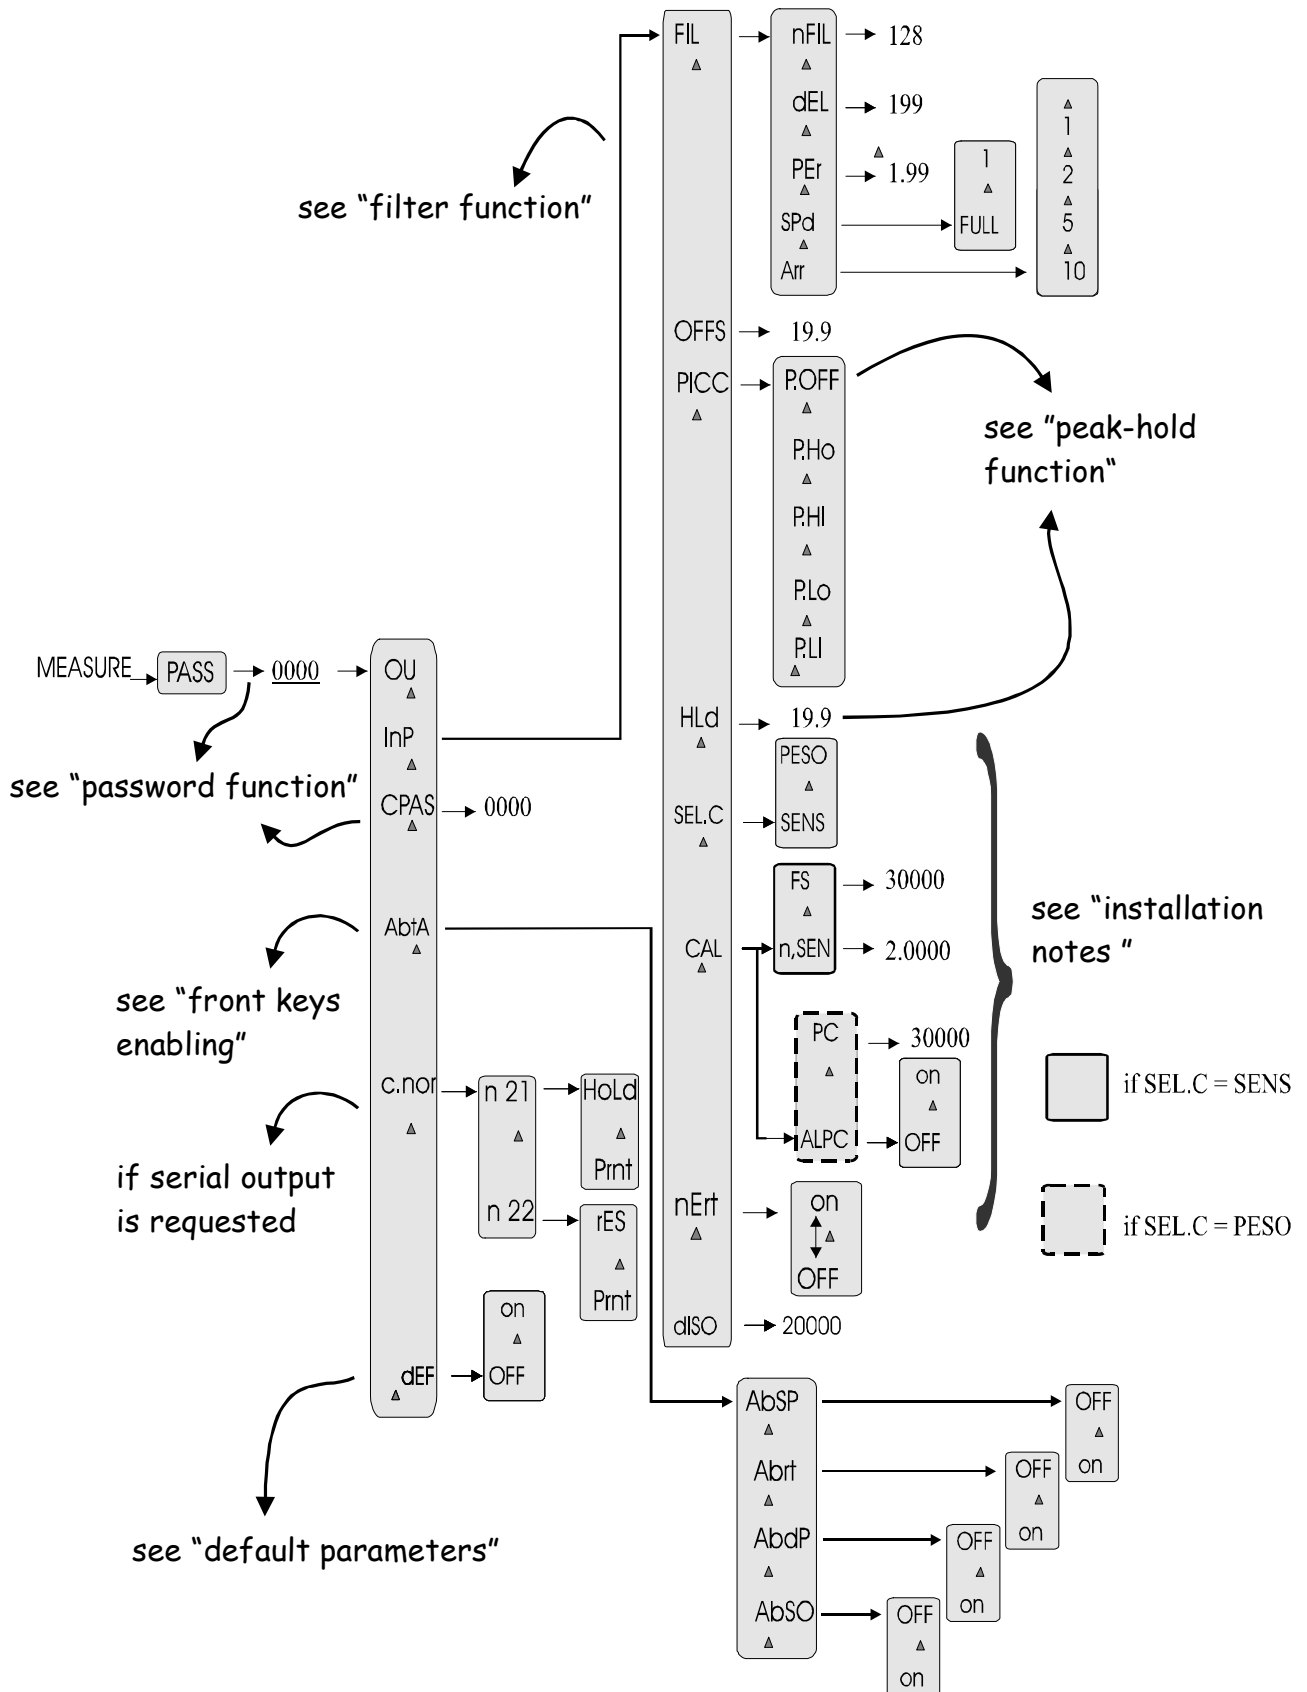 FIL
nFIL
128
dEL
199
PEr
1.99
SPd
Arr
1
FULL
1
2
5
10
see “filter function”
OFFS
19.9
PICC
P.OFF
P.Ho
P.HI
P.Lo
P.LI
see "peak-hold
function“
MEASURE
PASS
0000
OU
InP
see “password function”
CPAS
0000
HLd
19.9
SEL.C
PESO
SENS
FS
30000
CAL
n,SEN
2.0000
see “installation
notes ”
AbtA
see “front keys
enabling”
PC
30000
ALPC
on
OFF
if SEL.C = SENS
c.nor
n 21
HoLd
Prnt
n 22
rES
Prnt
if serial output
is requested
nErt
on
OFF
if SEL.C = PESO
dISO
20000
dEF
on
OFF
see “default parameters”
AbSP
OFF
on
Abrt
OFF
on
AbdP
OFF
on
AbSO
OFF
on